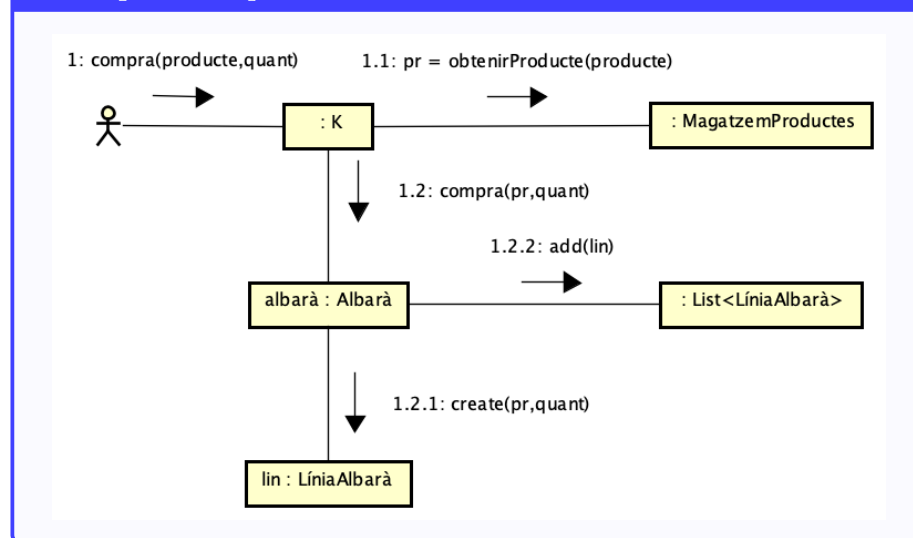 1: compra(producte,quant)
1.1: pr = obtenirProducte(producte)
: K
: MagatzemProductes
1.2: compra(pr,quant)
1.2.2: add(lin)
albarà : Albarà
: List<LíniaAlbarà>
1.2.1: create(pr,quant)
lin : LíniaAlbarà